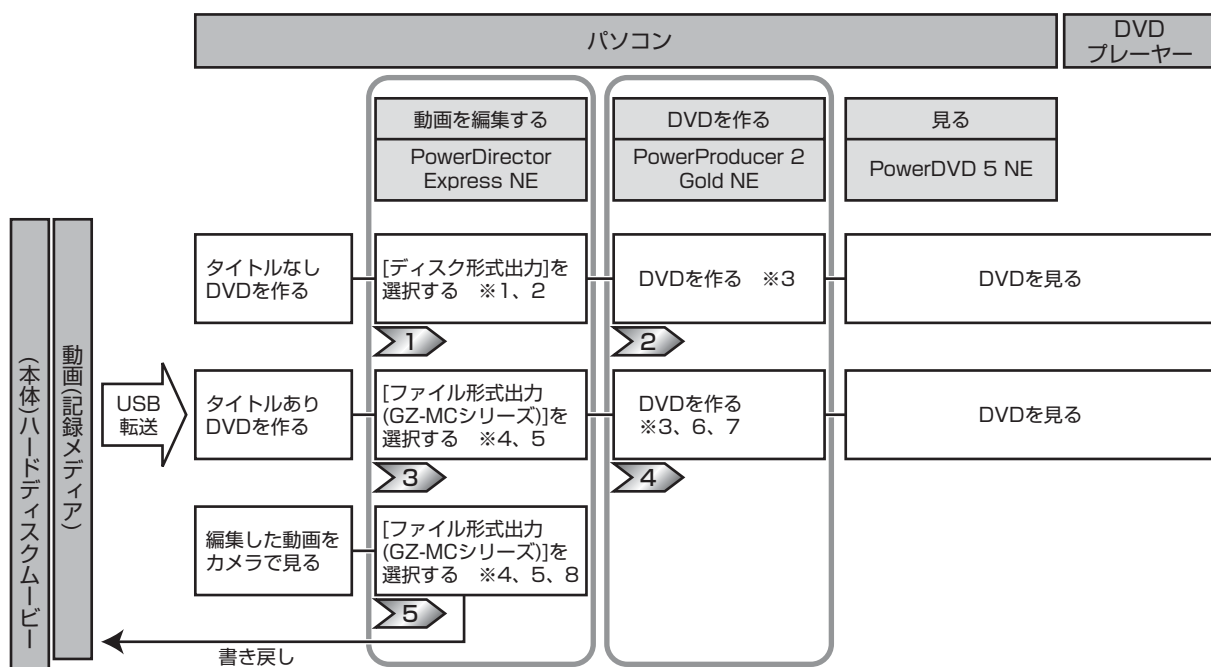 パソコン
DVD
プレーヤー
動画を編集する
PowerDirector
Express NE
DVDを作る
PowerProducer 2
Gold NE
見る
PowerDVD 5 NE
(本体)ハードディスクムービー
動画(記録メディア)
USB
転送
タイトルなし
DVDを作る
[ディスク形式出力]を
選択する　※1、2
1
DVDを作る　※3
2
DVDを見る
タイトルあり
DVDを作る
[ファイル形式出力
(GZ-MCシリーズ)]を
選択する　※4、5
3
DVDを作る
※3、6、7
4
DVDを見る
編集した動画を
カメラで見る
[ファイル形式出力
(GZ-MCシリーズ)]を
選択する　※4、5、8
5
書き戻し